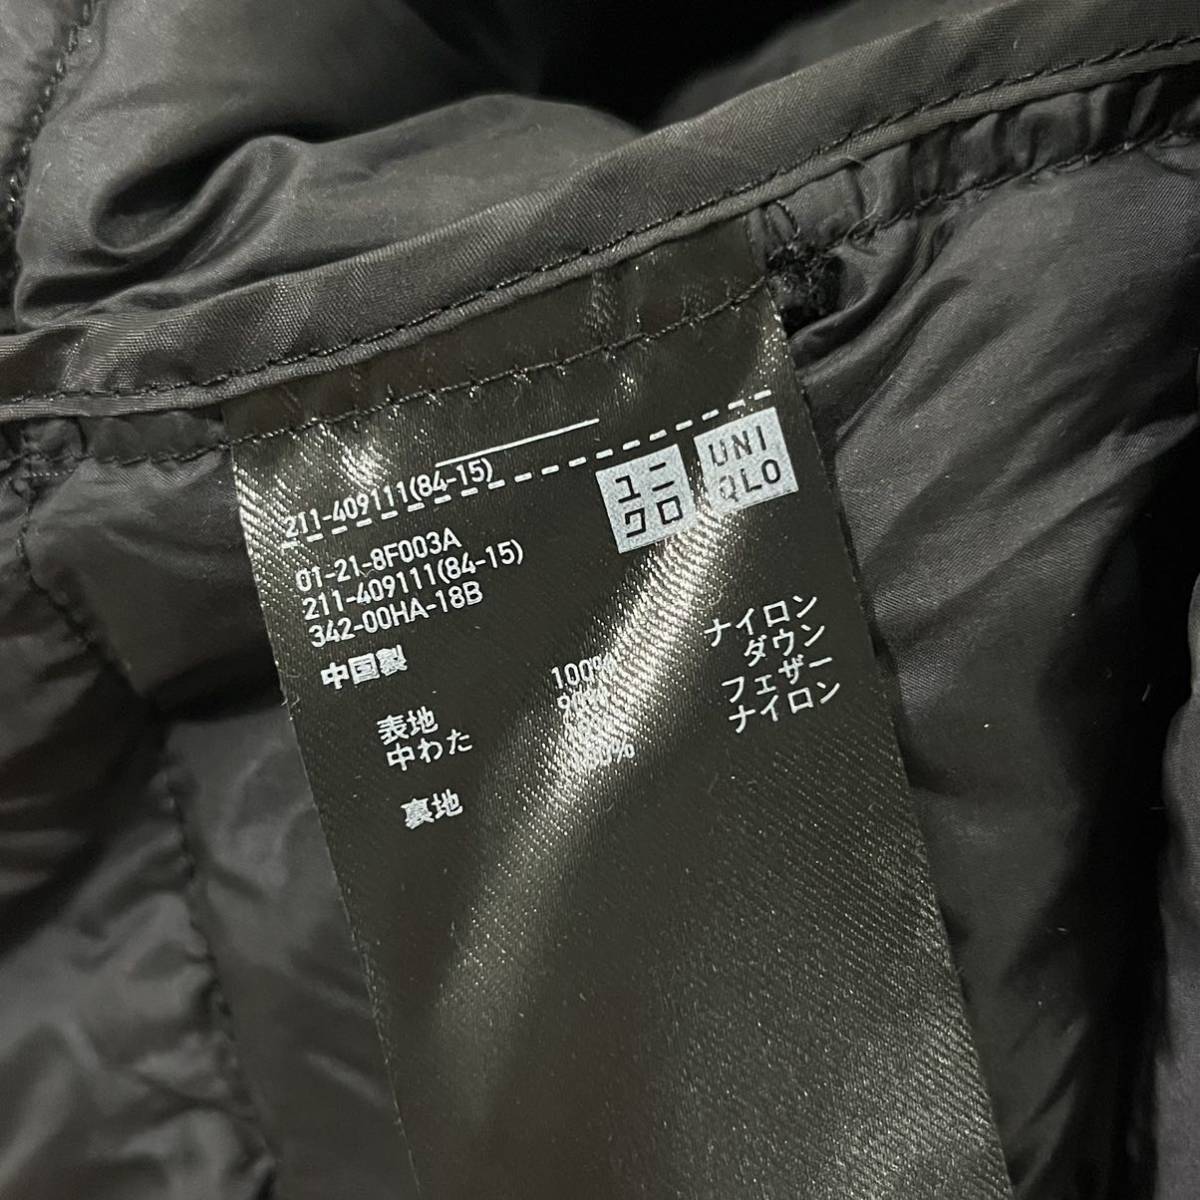 211-409111(84-15)
ユニ
クロ
UNI
QLO
01-21-8F003A
211-409111(84-15)
342-00HA-18B
中国製
表地 100% ナイロン
中わた ダウン
フェザー
裏地 ナイロン